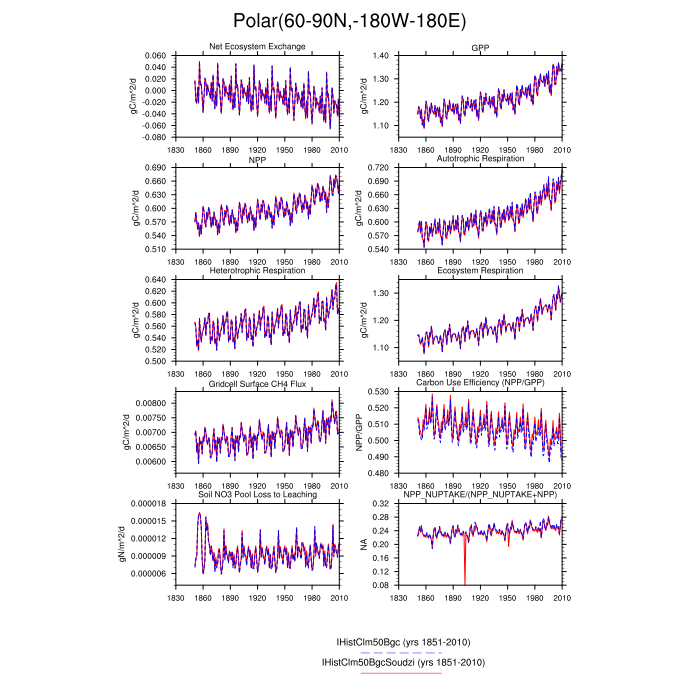 Polar(60-90N,-180W-180E)
Net Ecosystem Exchange
gC/m^2/d
0.060
0.040
0.020
0.000
-0.020
-0.040
-0.060
-0.080
1830 1860 1890 1920 1950 1980 2010
GPP
gC/m^2/d
1.40
1.30
1.20
1.10
1830 1860 1890 1920 1950 1980 2010
NPP
gC/m^2/d
0.690
0.660
0.630
0.600
0.570
0.540
0.510
1830 1860 1890 1920 1950 1980 2010
Autotrophic Respiration
gC/m^2/d
0.720
0.680
0.640
0.600
0.560
0.540
1830 1860 1890 1920 1950 1980 2010
Heterotrophic Respiration
gC/m^2/d
0.640
0.620
0.600
0.580
0.560
0.540
0.520
0.500
1830 1860 1890 1920 1950 1980 2010
Ecosystem Respiration
gC/m^2/d
1.30
1.20
1.10
1830 1860 1890 1920 1950 1980 2010
Gridcell Surface CH4 Flux
gC/m^2/d
0.00800
0.00750
0.00700
0.00650
0.00600
1830 1860 1890 1920 1950 1980 2010
Carbon Use Efficiency (NPP/GPP)
NPP/GPP
0.530
0.520
0.510
0.500
0.490
0.480
1830 1860 1890 1920 1950 1980 2010
Soil NO3 Pool Loss to Leaching
gN/m^2/d
0.000018
0.000015
0.000012
0.000009
0.000006
1830 1860 1890 1920 1950 1980 2010
NPP_NUPTAKE/(NPP_NUPTAKE+NPP)
NA
0.32
0.28
0.24
0.20
0.16
0.12
0.08
1830 1860 1890 1920 1950 1980 2010
IHistClm50Bgc (yrs 1851-2010)
IHistClm50BgcSoudzi (yrs 1851-2010)